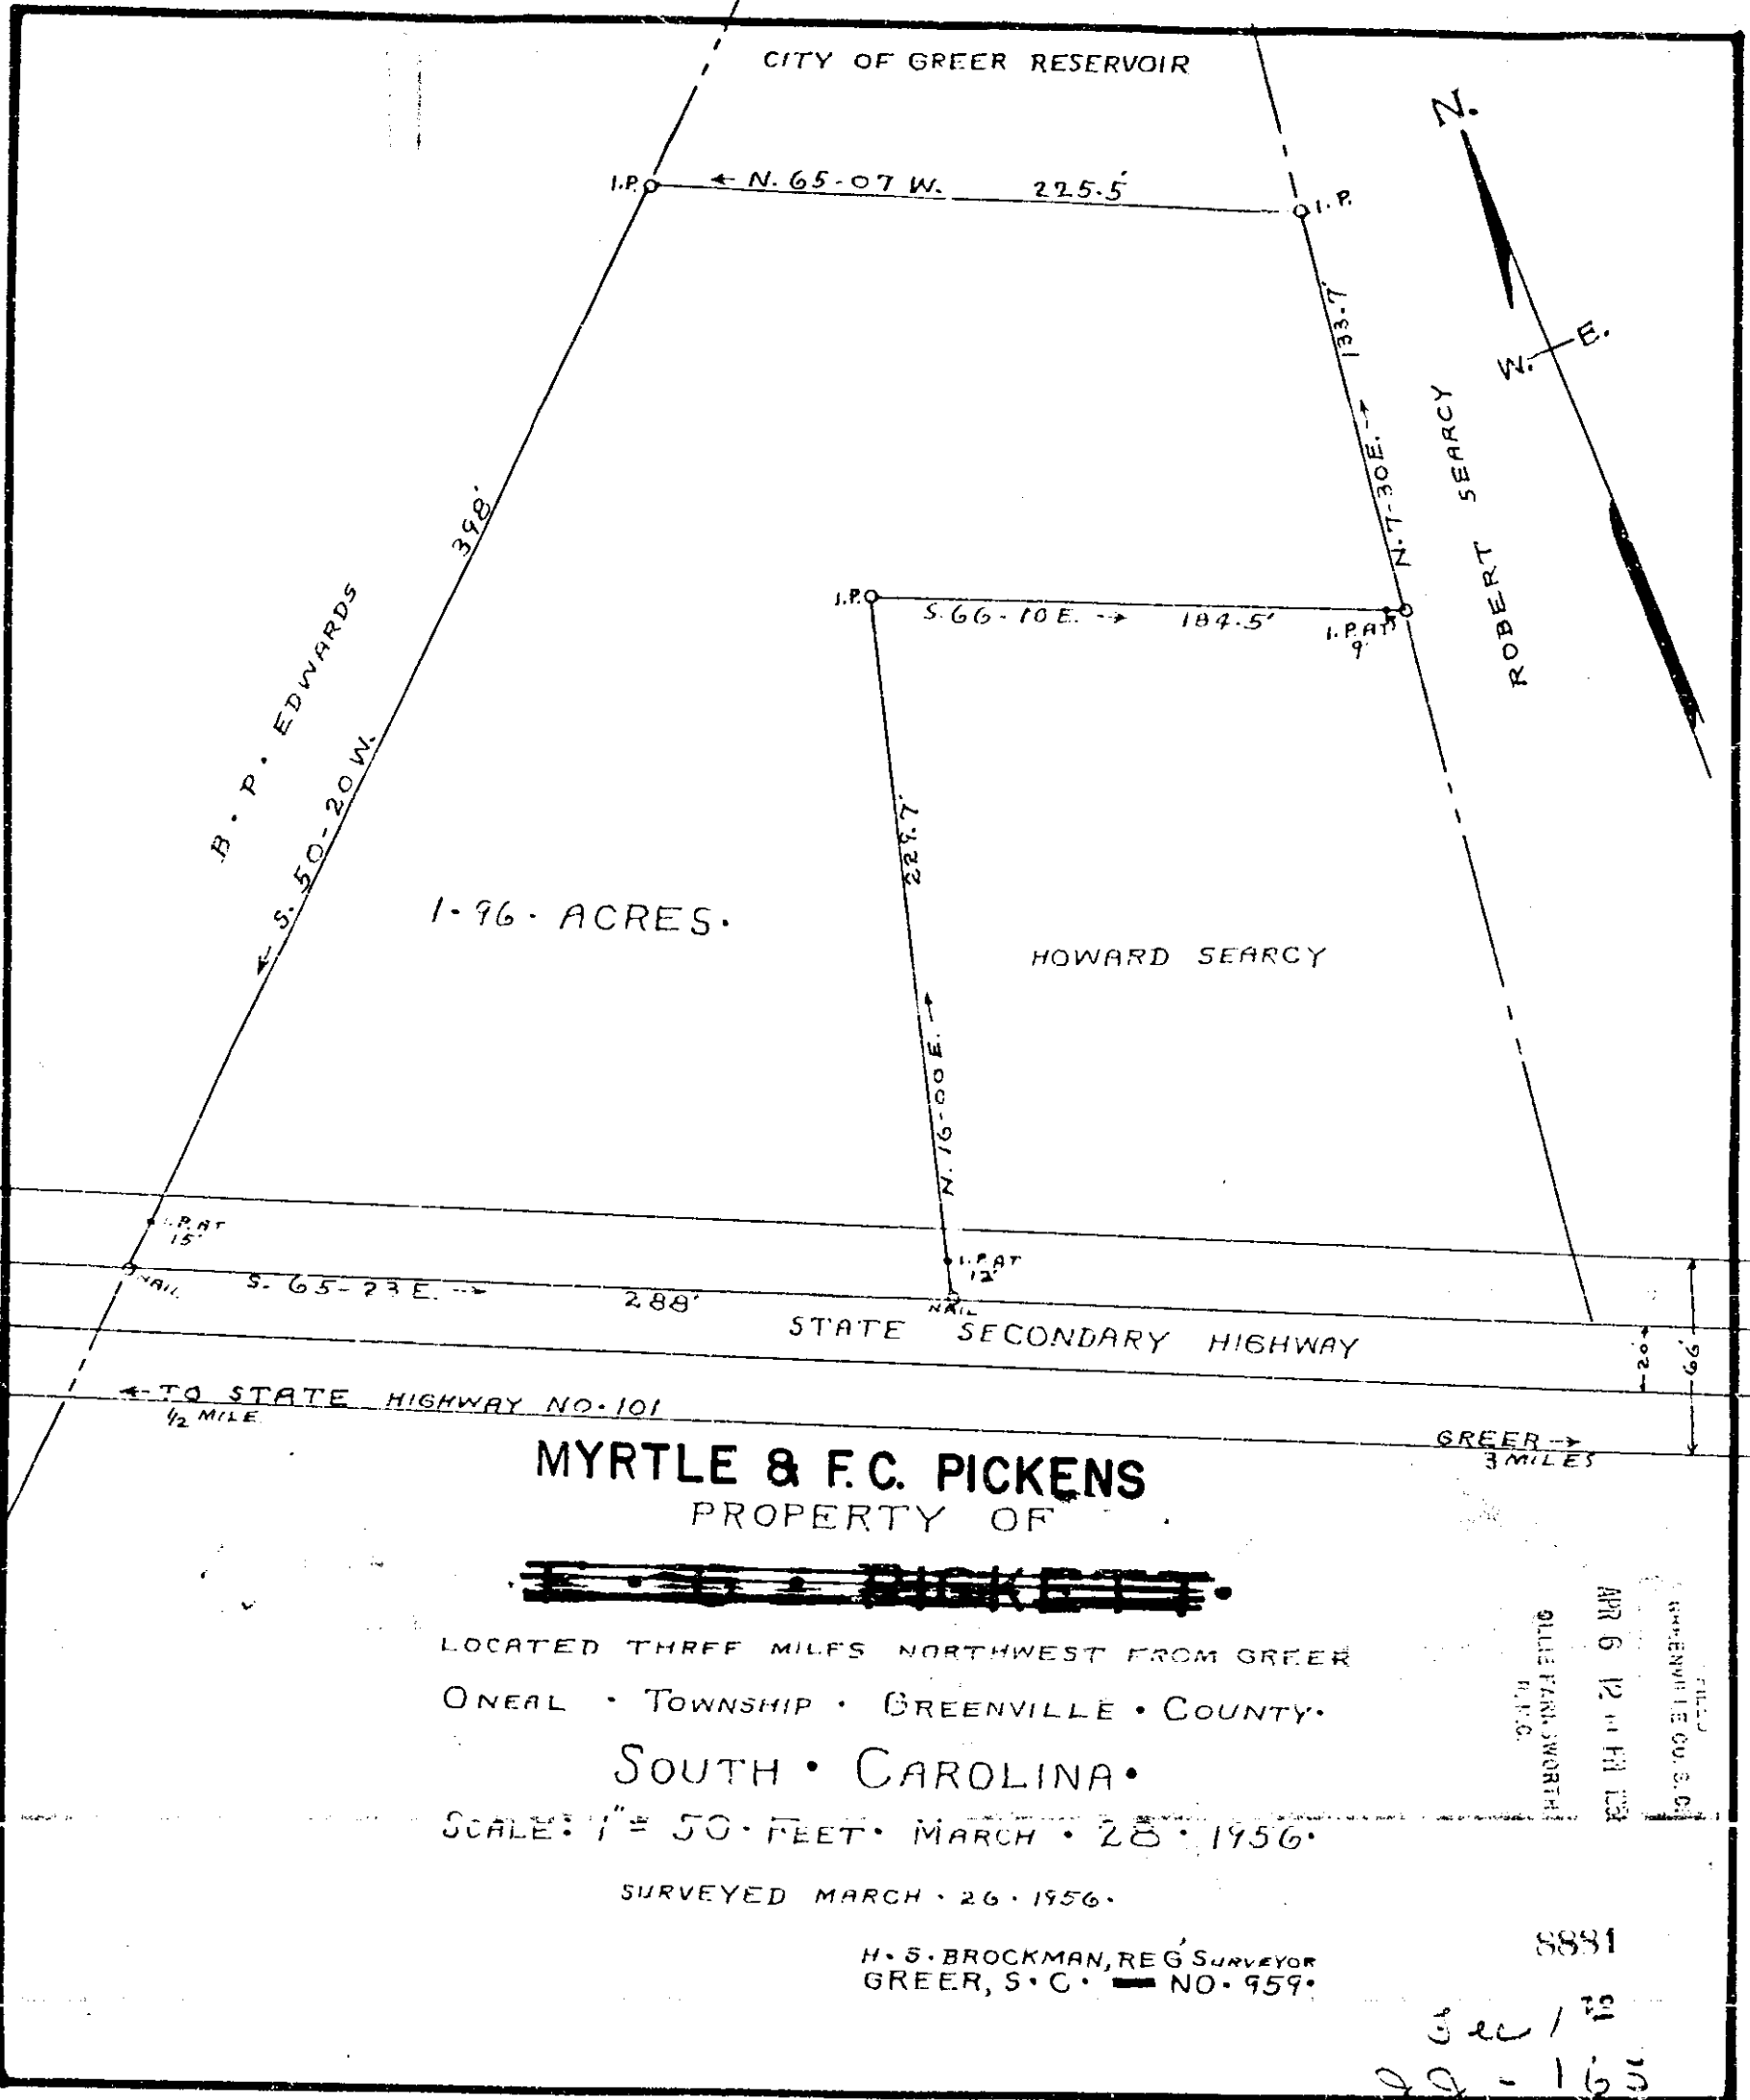 CITY OF GREER RESERVOIR
N.
I.P.
← N. 65-07 W. 225.5'
I.P.
133.7'
N. 7-30 E. →
W. E.
ROBERT SEARCY
398'
B. P. EDWARDS
← S. 50-20 W.
I.P.
S. 66-10 E. → 184.5'
I.P. AT
9'
229.7'
N. 16-00 E. →
1.96. ACRES.
HOWARD SEARCY
I.P. AT
15'
NAIL
S. 65-23 E. → 288'
I.P. AT
12'
NAIL
STATE SECONDARY HIGHWAY
20'
66'
← TO STATE HIGHWAY NO. 101
1/2 MILE
GREER →
3 MILES
MYRTLE & F.C. PICKENS
PROPERTY OF
LOCATED THREE MILES NORTHWEST FROM GREER
ONEAL · TOWNSHIP · GREENVILLE · COUNTY.
SOUTH · CAROLINA.
SCALE: 1" = 50. FEET. MARCH · 28 · 1956.
SURVEYED MARCH · 26 · 1956.
H. S. BROCKMAN, REG' SURVEYOR
GREER, S. C. — NO. 959.
FILED
GREENVILLE CO. S. C.
APR 6 12
OLLIE FARNSWORTH
R.M.C.
8881